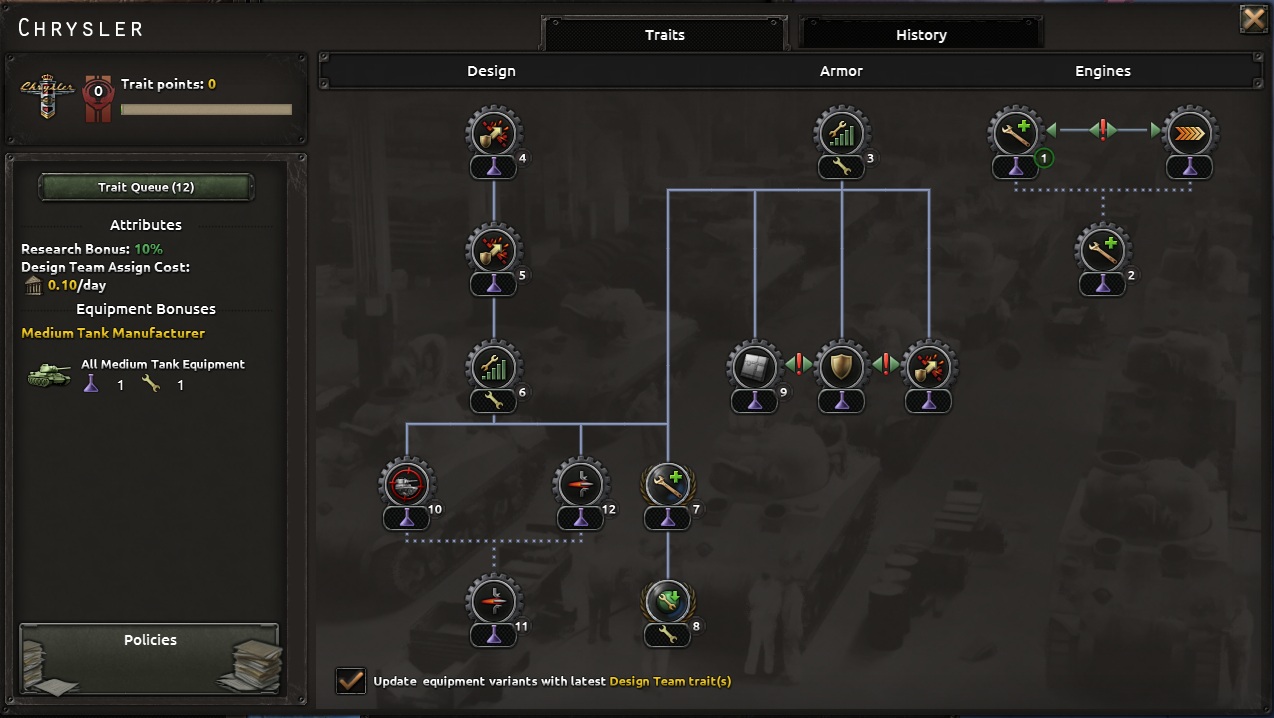 CHRYSLER
Traits
History
Chrysler
0
Trait points: 0
Design
Armor
Engines
Trait Queue (12)
Attributes
Research Bonus: 10%
Design Team Assign Cost:
0.10/day
Equipment Bonuses
Medium Tank Manufacturer
All Medium Tank Equipment
1 1
Policies
4
3
1
5
2
6
9
10
12
7
11
8
Update equipment variants with latest Design Team trait(s)